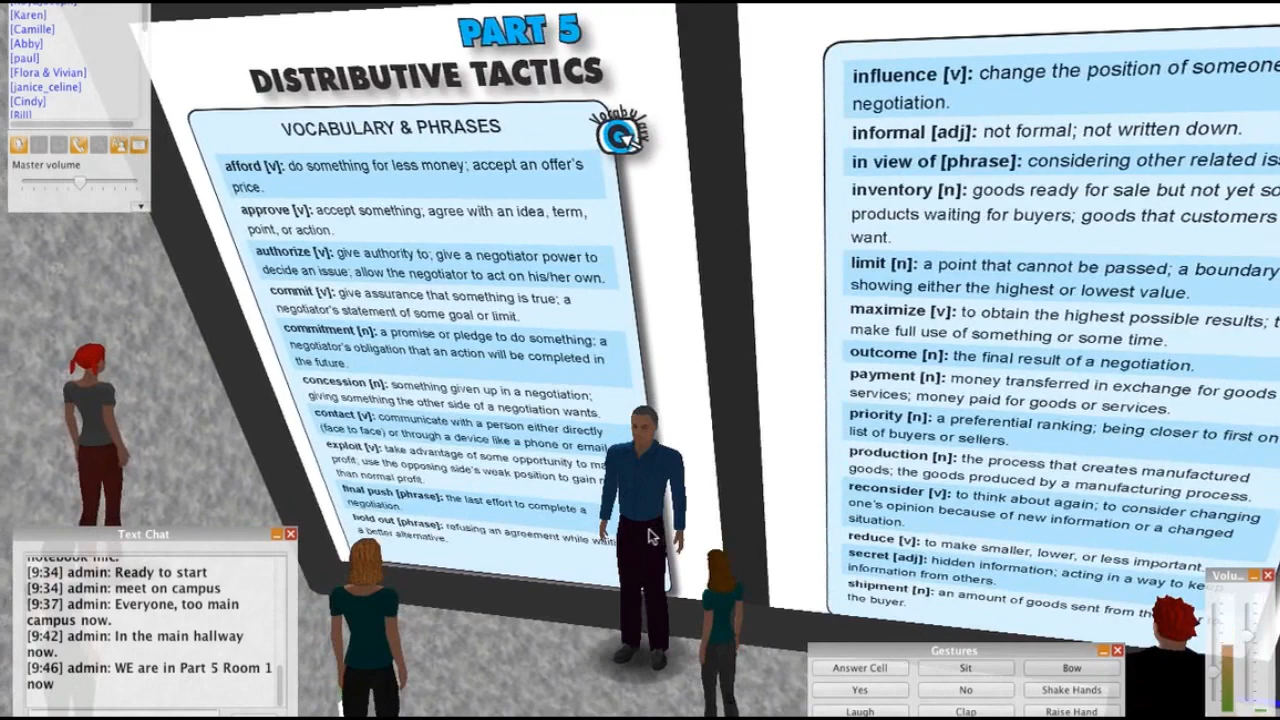 [Karen]
[Camille]
[Abby]
[paul]
[Flora & Vivian]
[janice_celine]
[Cindy]
[Bill]
Master volume
PART 5
DISTRIBUTIVE TACTICS
VOCABULARY & PHRASES
afford [v]: do something for less money; accept an offer's
price.
approve [v]: accept something; agree with an idea, term,
point, or action.
authorize [v]: give authority to; give a negotiator power to
decide an issue; allow the negotiator to act on his/her own.
commit [v]: give assurance that something is true; a
negotiator's statement of some goal or limit.
commitment [n]: a promise or pledge to do something; a
negotiator's obligation that an action will be completed in
the future.
concession [n]: something given up in a negotiation;
giving something the other side of a negotiation wants.
contact [v]: communicate with a person either directly
(face to face) or through a device like a phone or email
exploit [v]: take advantage of some opportunity to
profit; use the opposing side's weak position to gain
than normal profit.
final push [phrase]: the last effort to complete a
negotiation.
hold out [phrase]: refusing an agreement while
a better alternative.
influence [v]: change the position of someone
negotiation.
informal [adj]: not formal; not written down.
in view of [phrase]: considering other related
inventory [n]: goods ready for sale but not yet
products waiting for buyers; goods that customers
want.
limit [n]: a point that cannot be passed; a boundary
showing either the highest or lowest value.
maximize [v]: to obtain the highest possible results;
make full use of something or some time.
outcome [n]: the final result of a negotiation.
payment [n]: money transferred in exchange for goods
services; money paid for goods or services.
priority [n]: a preferential ranking; being closer to first on
list of buyers or sellers.
production [n]: the process that creates manufactured
goods; the goods produced by a manufacturing process.
reconsider [v]: to think about again; to consider changing
one's opinion because of new information or a changed
situation.
reduce [v]: to make smaller, lower, or less important.
secret [adj]: hidden information; acting in a way to keep
information from others.
shipment [n]: an amount of goods sent from
the buyer.
Text Chat
notebook mic.
[9:34] admin: Ready to start
[9:34] admin: meet on campus
[9:37] admin: Everyone, too main
campus now.
[9:42] admin: In the main hallway
now.
[9:46] admin: WE are in Part 5 Room 1
now
Gestures
Answer Cell
Sit
Bow
Yes
No
Shake Hands
Laugh
Clap
Raise Hand
Volu...